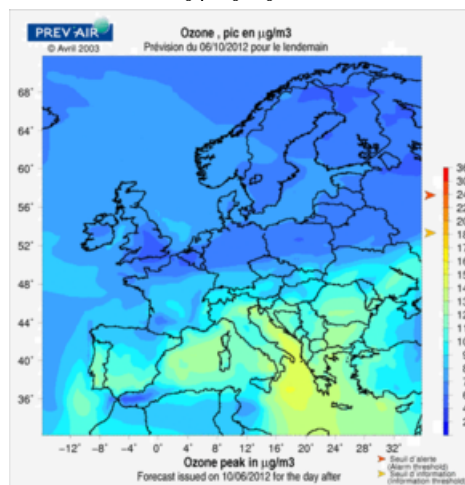 PREV'AIR
© Avril 2003
Ozone , pic en µg/m3
Prévision du 06/10/2012 pour le lendemain
68°
64°
60°
56°
52°
48°
44°
40°
36°
-12° -8° -4° 0° 4° 8° 12° 16° 20° 24° 28° 32°
Ozone peak in µg/m3
Forecast issued on 10/06/2012 for the day after
Seuil d'alerte
(Alarm threshold)
Seuil d'information
(Information threshold)